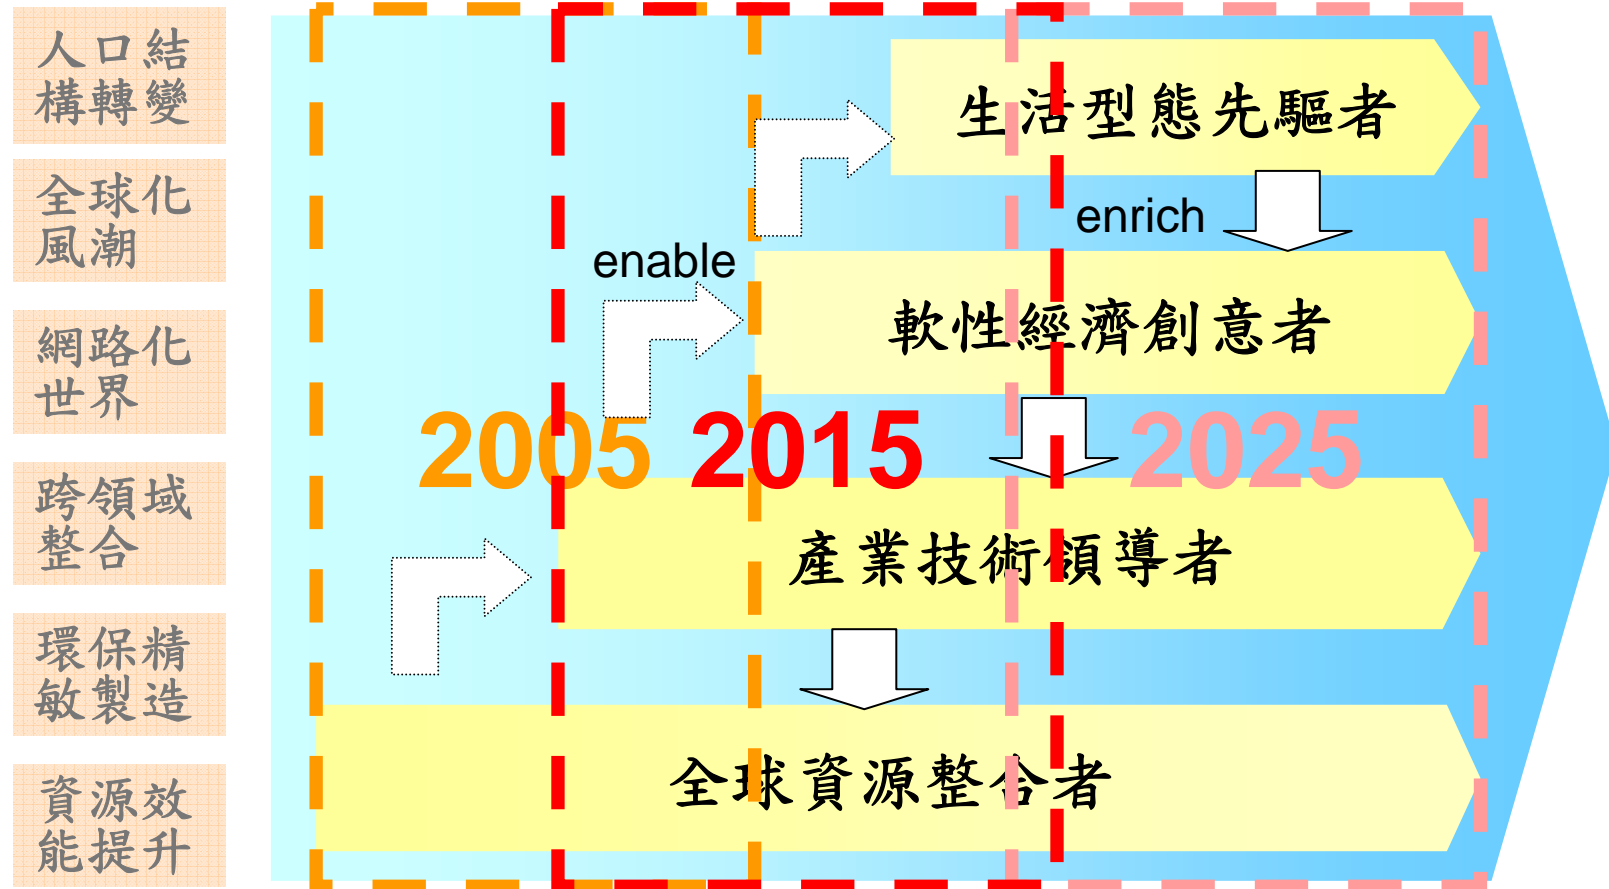 人口結
構轉變
全球化
風潮
網路化
世界
跨領域
整合
環保精
敏製造
資源效
能提升
生活型態先驅者
enrich
enable
軟性經濟創意者
2005
2015
2025
產業技術領導者
全球資源整合者